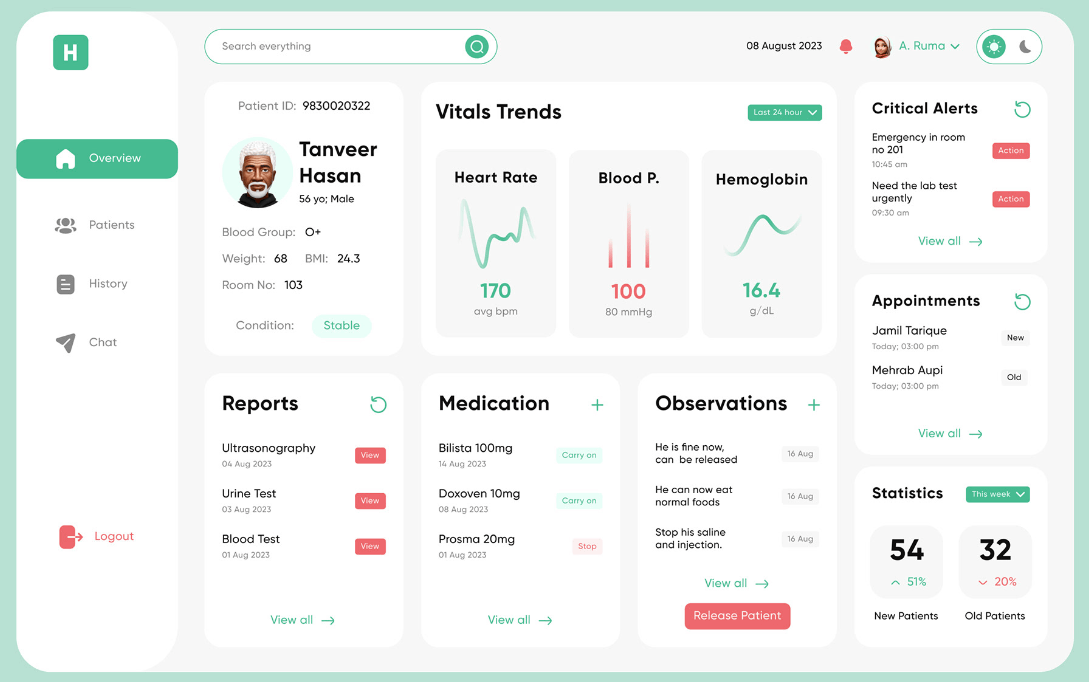 H
Search everything
08 August 2023
A. Ruma
Overview
Patients
History
Chat
Logout
Patient ID: 9830020322
Tanveer
Hasan
56 yo; Male
Blood Group: O+
Weight: 68 BMI: 24.3
Room No: 103
Condition: Stable
Vitals Trends
Last 24 hour
Heart Rate
170
avg bpm
Blood P.
100
80 mmHg
Hemoglobin
16.4
g/dL
Critical Alerts
Emergency in room
no 201
10:45 am
Action
Need the lab test
urgently
09:30 am
Action
View all
Appointments
Jamil Tarique
Today; 03:00 pm
New
Mehrab Aupi
Today; 03:00 pm
Old
View all
Reports
Ultrasonography
04 Aug 2023
View
Urine Test
03 Aug 2023
View
Blood Test
01 Aug 2023
View
View all
Medication
Bilista 100mg
14 Aug 2023
Carry on
Doxoven 10mg
08 Aug 2023
Carry on
Prosma 20mg
01 Aug 2023
Stop
View all
Observations
He is fine now,
can be released
16 Aug
He can now eat
normal foods
16 Aug
Stop his saline
and injection.
16 Aug
View all
Release Patient
Statistics
This week
54
51%
New Patients
32
20%
Old Patients